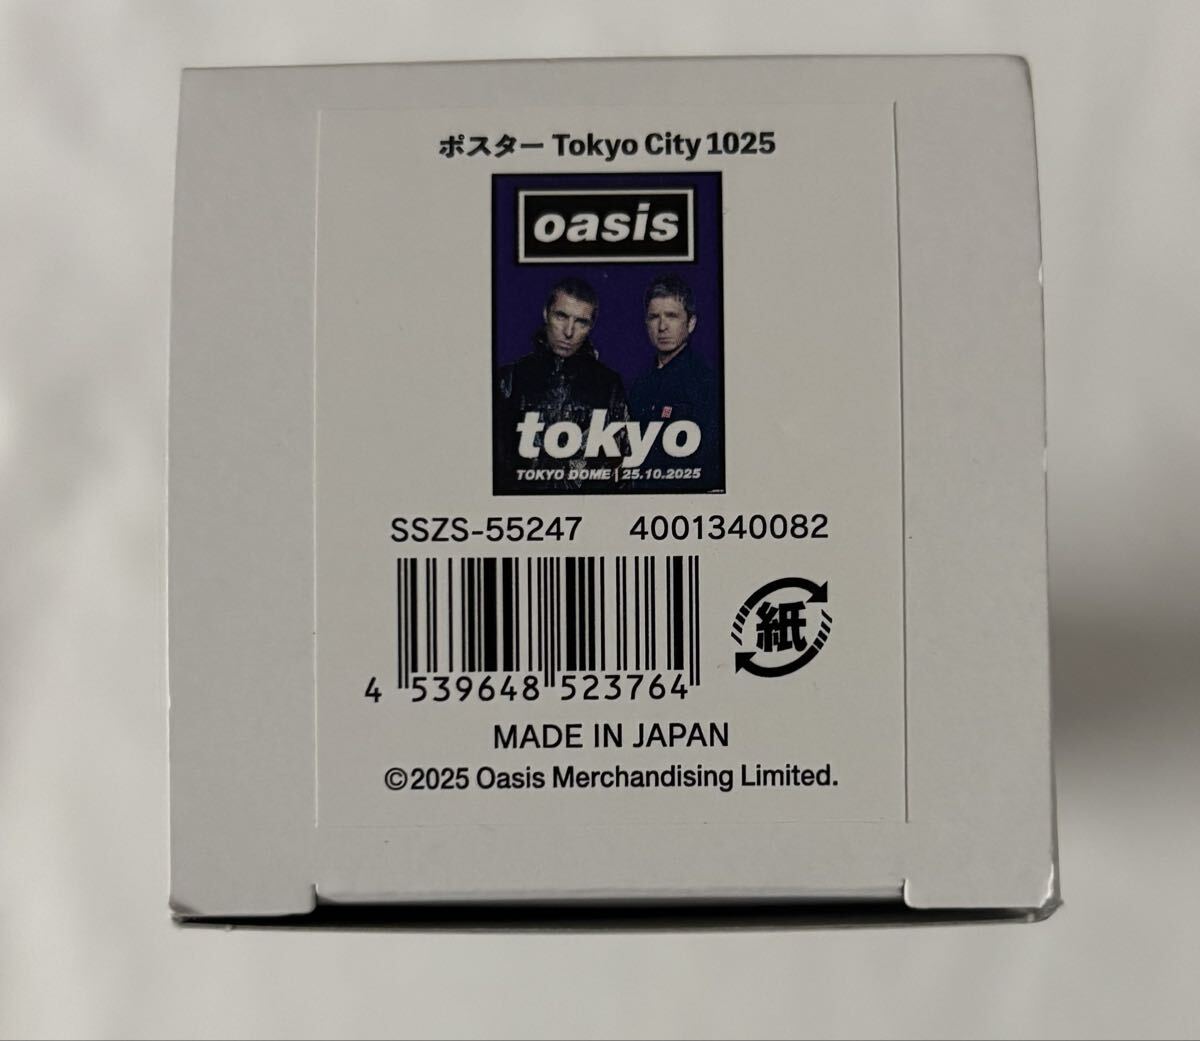 ポスター Tokyo City 1025
oasis
tokyo
TOKYO DOME | 25.10.2025
SSZS-55247 4001340082
4 539648 523764
紙
MADE IN JAPAN
©2025 Oasis Merchandising Limited.